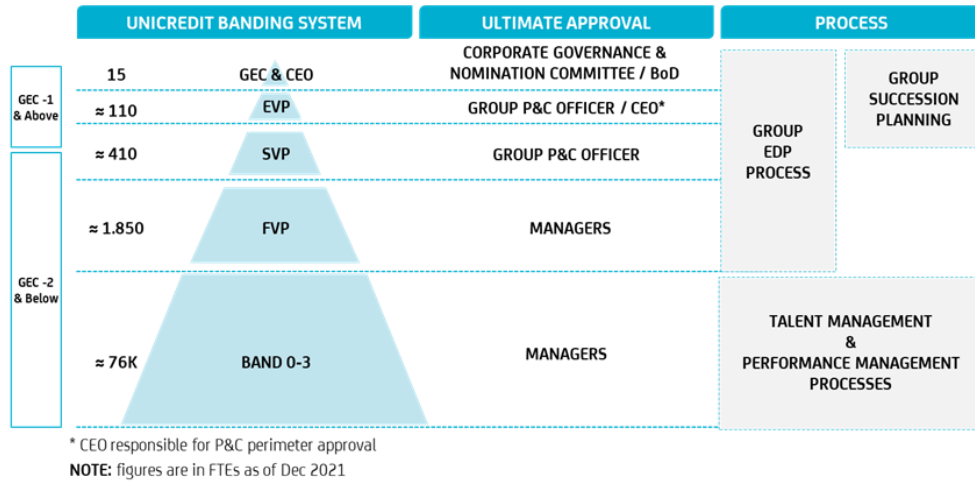 UNICREDIT BANDING SYSTEM
ULTIMATE APPROVAL
PROCESS
GEC -1
& Above
15
GEC & CEO
CORPORATE GOVERNANCE &
NOMINATION COMMITTEE / BoD
≈ 110
EVP
GROUP P&C OFFICER / CEO*
GROUP
SUCCESSION
PLANNING
≈ 410
SVP
GROUP P&C OFFICER
GROUP
EDP
PROCESS
≈ 1.850
FVP
MANAGERS
GEC -2
& Below
≈ 76K
BAND 0-3
MANAGERS
TALENT MANAGEMENT
&
PERFORMANCE MANAGEMENT
PROCESSES
* CEO responsible for P&C perimeter approval
NOTE: figures are in FTEs as of Dec 2021